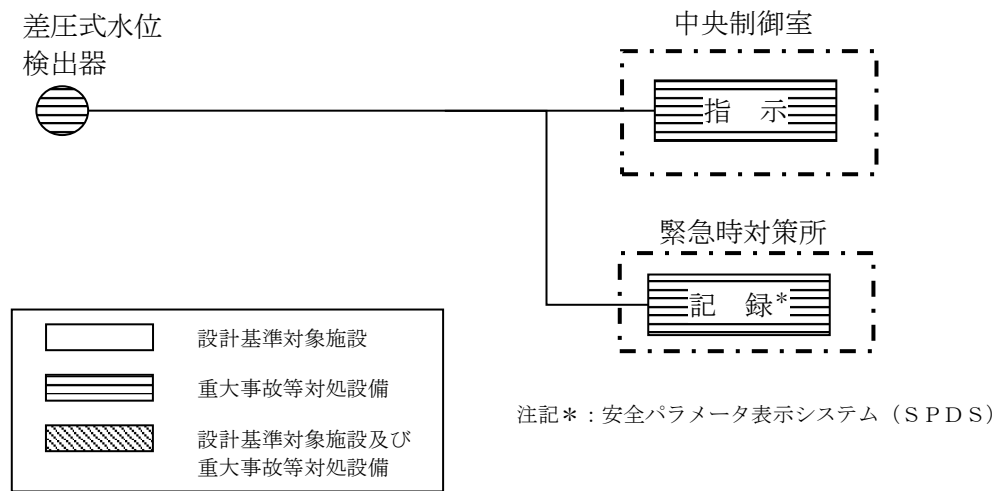 差圧式水位
検出器
中央制御室
指　示
緊急時対策所
記　録*
設計基準対象施設
重大事故等対処設備
設計基準対象施設及び
重大事故等対処設備
注記＊：安全パラメータ表示システム（ＳＰＤＳ）